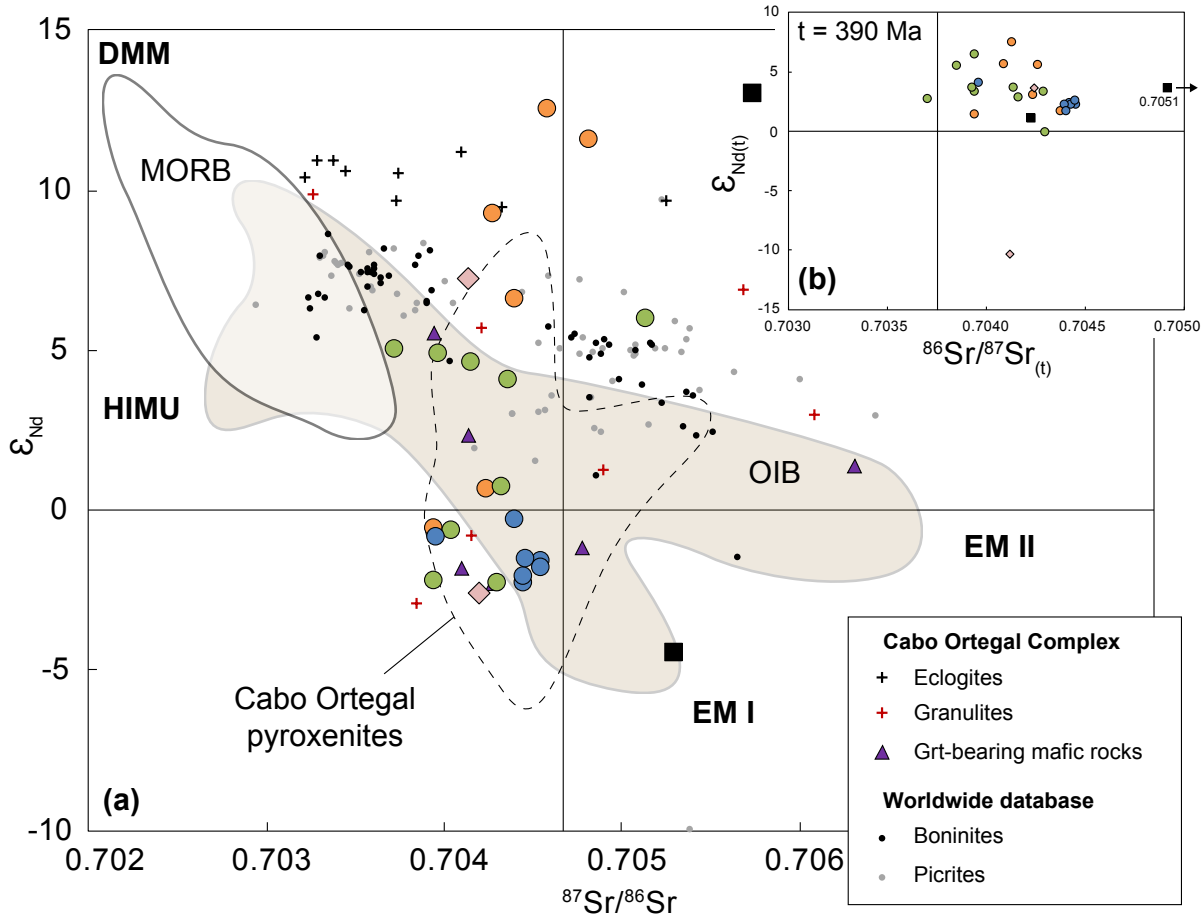 15
10
5
0
-5
-10
εNd
0.702
0.703
0.704
0.705
0.706
87Sr/86Sr
DMM
MORB
HIMU
OIB
EM II
EM I
Cabo Ortegal
pyroxenites
(a)
t = 390 Ma
10
5
0
-5
-10
-15
εNd(t)
0.7051
(b)
0.7030
0.7035
0.7040
0.7045
0.7050
86Sr/87Sr(t)
Cabo Ortegal Complex
Eclogites
Granulites
Grt-bearing mafic rocks
Worldwide database
Boninites
Picrites